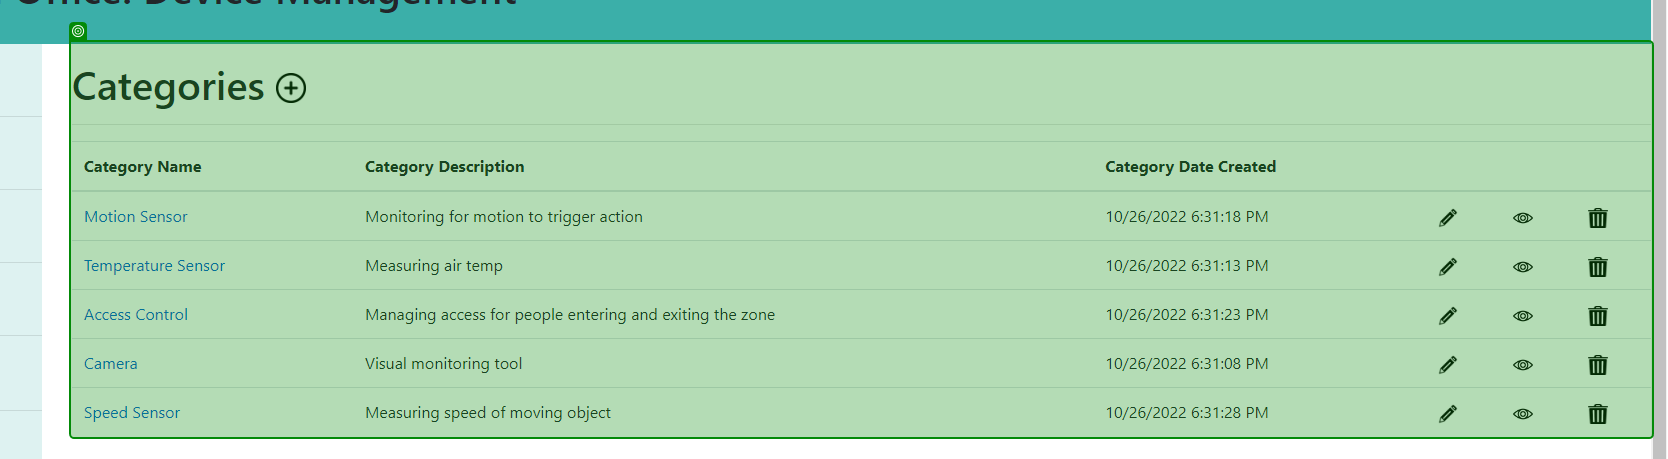 Office: Device Management
Categories
Category Name Category Description Category Date Created
Motion Sensor Monitoring for motion to trigger action 10/26/2022 6:31:18 PM
Temperature Sensor Measuring air temp 10/26/2022 6:31:13 PM
Access Control Managing access for people entering and exiting the zone 10/26/2022 6:31:23 PM
Camera Visual monitoring tool 10/26/2022 6:31:08 PM
Speed Sensor Measuring speed of moving object 10/26/2022 6:31:28 PM